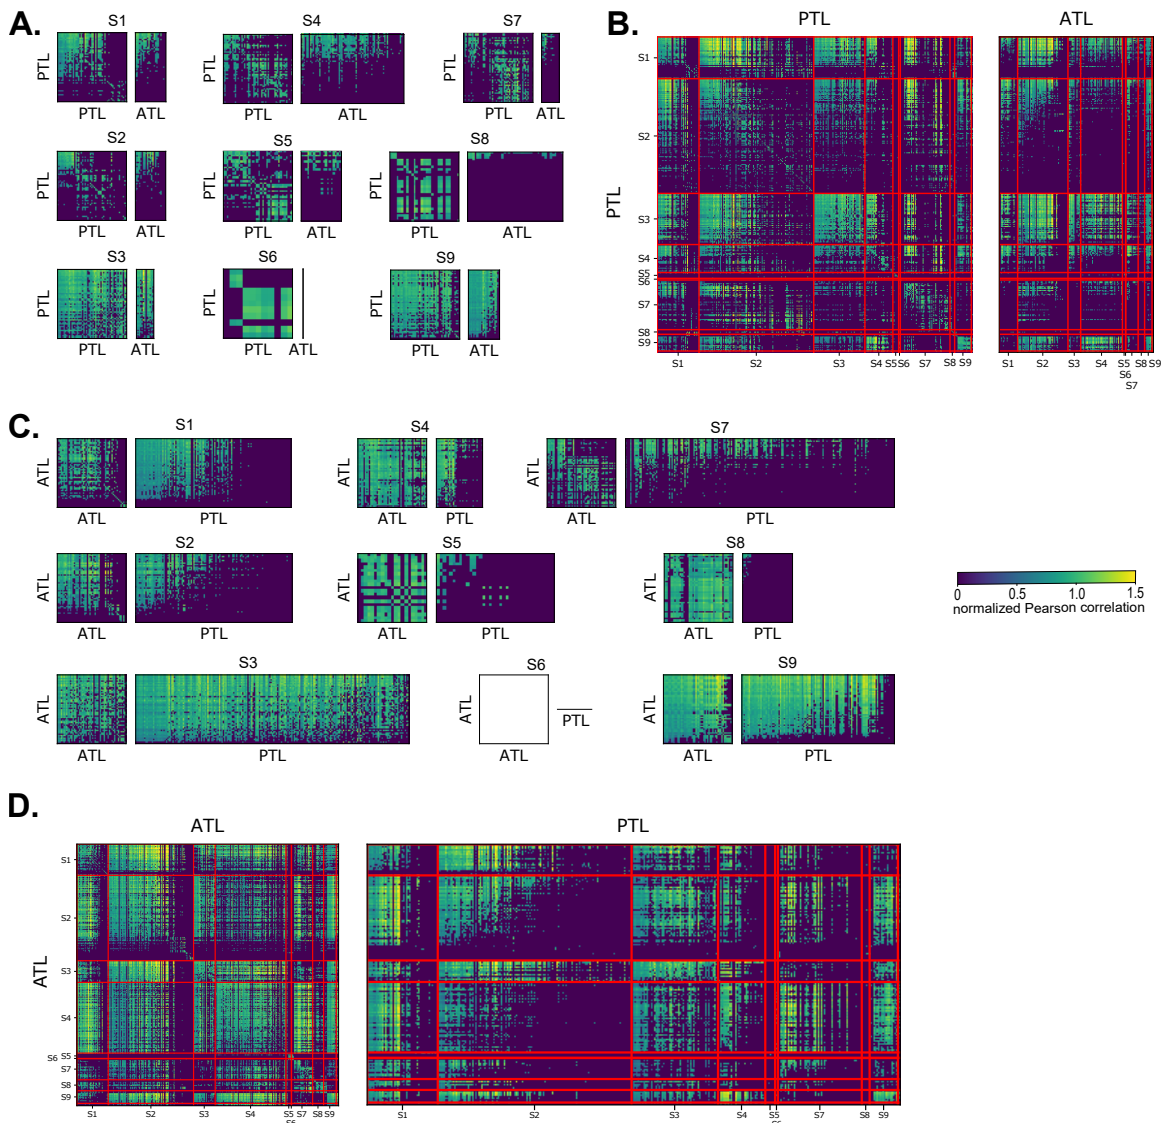 A.
S1 S4 S7
PTL PTL PTL
PTL ATL PTL ATL PTL ATL
S2 S5 S8
PTL PTL PTL
PTL ATL PTL ATL PTL ATL
S3 S6 S9
PTL PTL PTL
PTL ATL PTL ATL PTL ATL
B.
PTL ATL
PTL
S1
S2
S3
S4
S5
S6
S7
S8
S9
S1 S2 S3 S4 S5 S6 S7 S8 S9
S1 S2 S3 S4 S5 S7 S8 S9
S6
C.
S1 S4 S7
ATL ATL ATL
ATL PTL ATL PTL ATL PTL
S2 S5 S8
ATL ATL ATL
ATL PTL ATL PTL ATL PTL
S3 S6 S9
ATL ATL ATL
ATL PTL ATL PTL ATL PTL
0 0.5 1.0 1.5
normalized Pearson correlation
D.
ATL PTL
ATL
S1
S2
S3
S4
S6 S5
S7
S8
S9
S1 S2 S3 S4 S5 S7 S8 S9
S1 S2 S3 S4 S5 S7 S8 S9